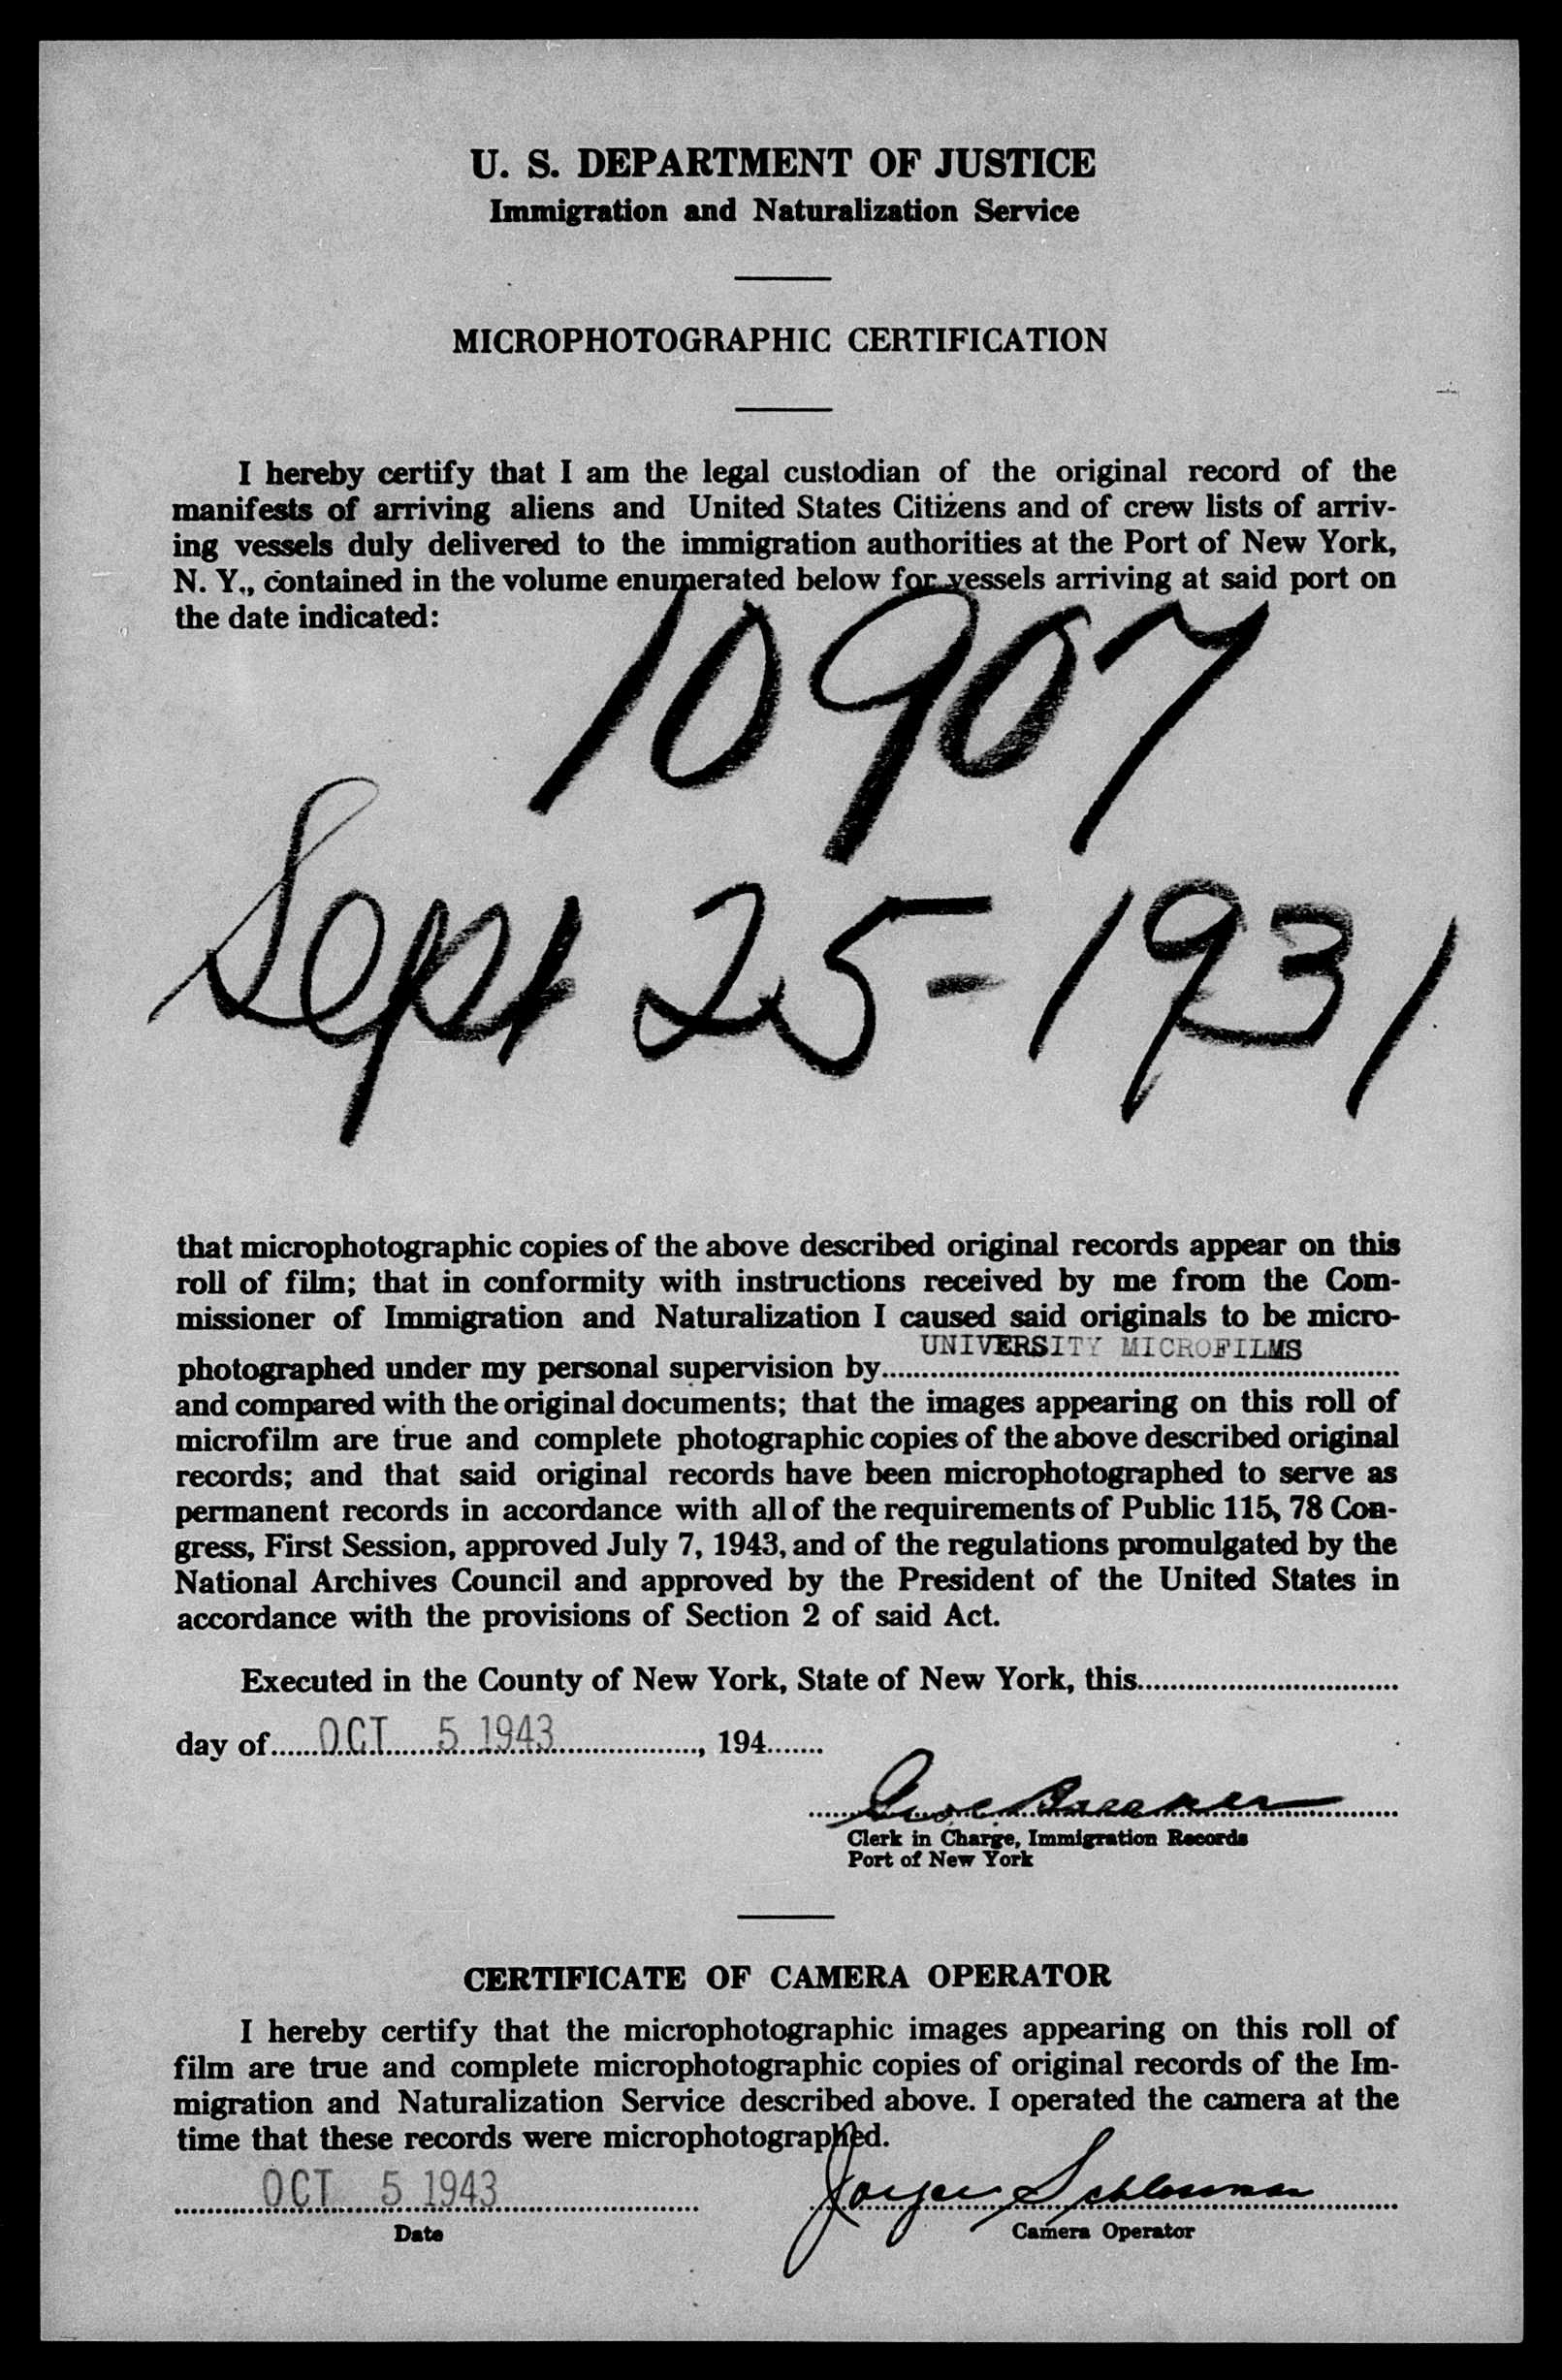 U. S. DEPARTMENT OF JUSTICE
Immigration and Naturalization Service
MICROPHOTOGRAPHIC CERTIFICATION
I hereby certify that I am the legal custodian of the original record of the
manifests of arriving aliens and United States Citizens and of crew lists of arriv-
ing vessels duly delivered to the immigration authorities at the Port of New York,
N. Y., contained in the volume enumerated below for vessels arriving at said port on
the date indicated:
10907
Sept 25-1931
that microphotographic copies of the above described original records appear on this
roll of film; that in conformity with instructions received by me from the Com-
missioner of Immigration and Naturalization I caused said originals to be micro-
UNIVERSITY MICROFILMS
photographed under my personal supervision by
and compared with the original documents; that the images appearing on this roll of
microfilm are true and complete photographic copies of the above described original
records; and that said original records have been microphotographed to serve as
permanent records in accordance with all of the requirements of Public 115, 78 Con-
gress, First Session, approved July 7, 1943, and of the regulations promulgated by the
National Archives Council and approved by the President of the United States in
accordance with the provisions of Section 2 of said Act.
Executed in the County of New York, State of New York, this
day of OCT 5 1943, 194
Clerk in Charge, Immigration Records
Port of New York
CERTIFICATE OF CAMERA OPERATOR
I hereby certify that the microphotographic images appearing on this roll of
film are true and complete microphotographic copies of original records of the Im-
migration and Naturalization Service described above. I operated the camera at the
time that these records were microphotographed.
OCT 5 1943
Date
Camera Operator